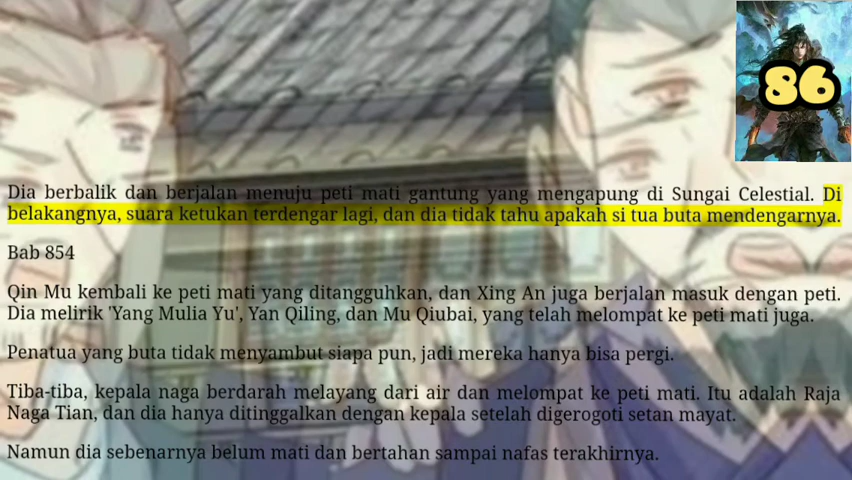 86
Dia berbalik dan berjalan menuju peti mati gantung yang mengapung di Sungai Celestial. Di
belakangnya, suara ketukan terdengar lagi, dan dia tidak tahu apakah si tua buta mendengarnya.
Bab 854
Qin Mu kembali ke peti mati yang ditangguhkan, dan Xing An juga berjalan masuk dengan peti.
Dia melirik 'Yang Mulia Yu', Yan Qiling, dan Mu Qiubai, yang telah melompat ke peti mati juga.
Penatua yang buta tidak menyambut siapa pun, jadi mereka hanya bisa pergi.
Tiba-tiba, kepala naga berdarah melayang dari air dan melompat ke peti mati. Itu adalah Raja
Naga Tian, dan dia hanya ditinggalkan dengan kepala setelah digerogoti setan mayat.
Namun dia sebenarnya belum mati dan bertahan sampai nafas terakhirnya.